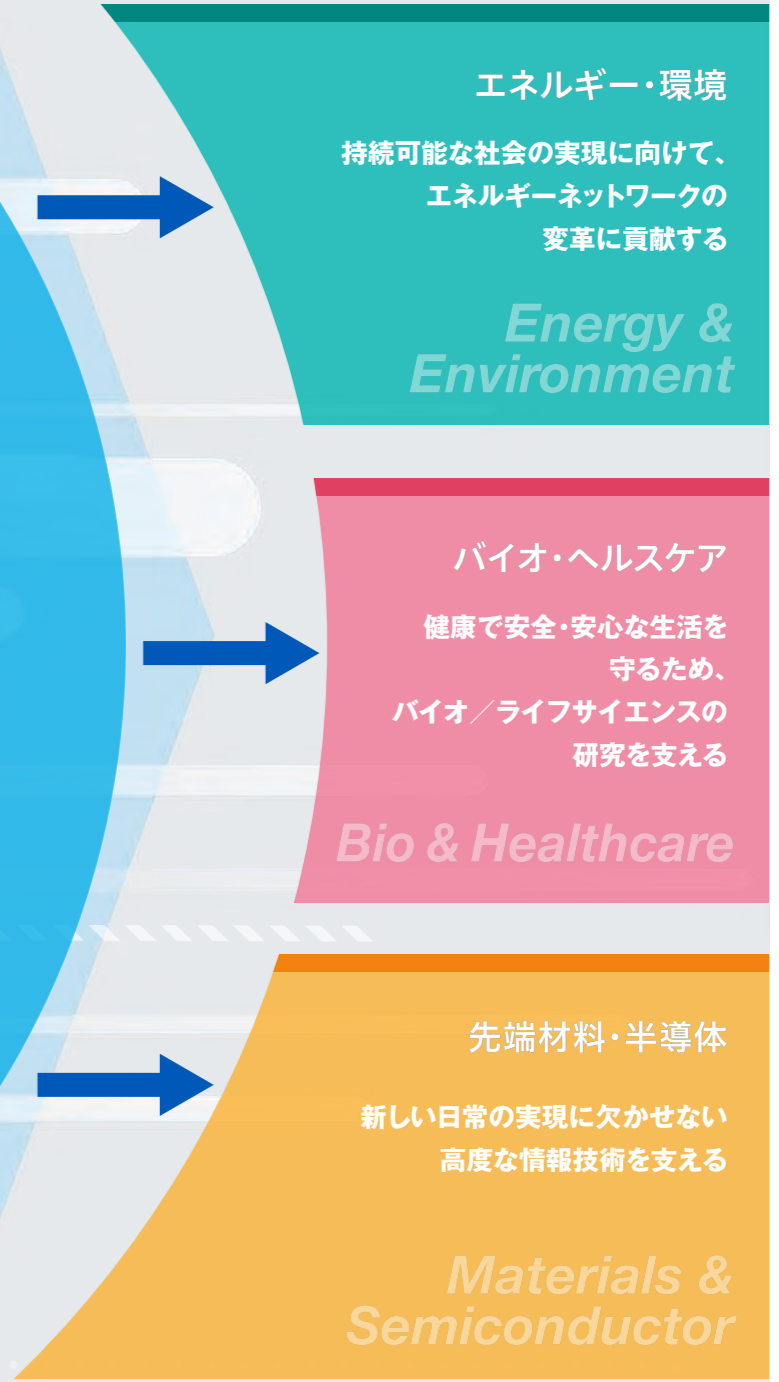 エネルギー・環境
持続可能な社会の実現に向けて、
エネルギーネットワークの
変革に貢献する
Energy &
Environment
バイオ・ヘルスケア
健康で安全・安心な生活を
守るため、
バイオ／ライフサイエンスの
研究を支える
Bio & Healthcare
先端材料・半導体
新しい日常の実現に欠かせない
高度な情報技術を支える
Materials &
Semiconductor